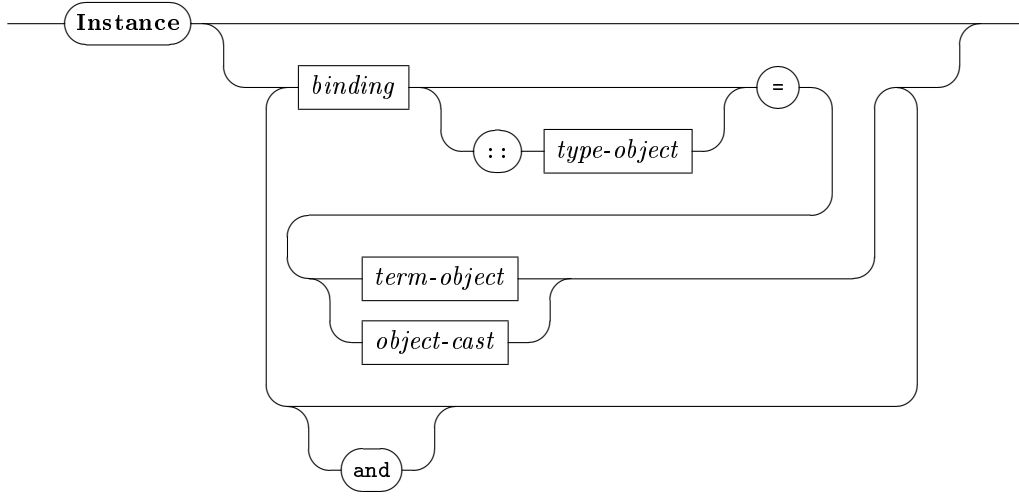 Instance
binding =
:: type-object
term-object
object-cast
and